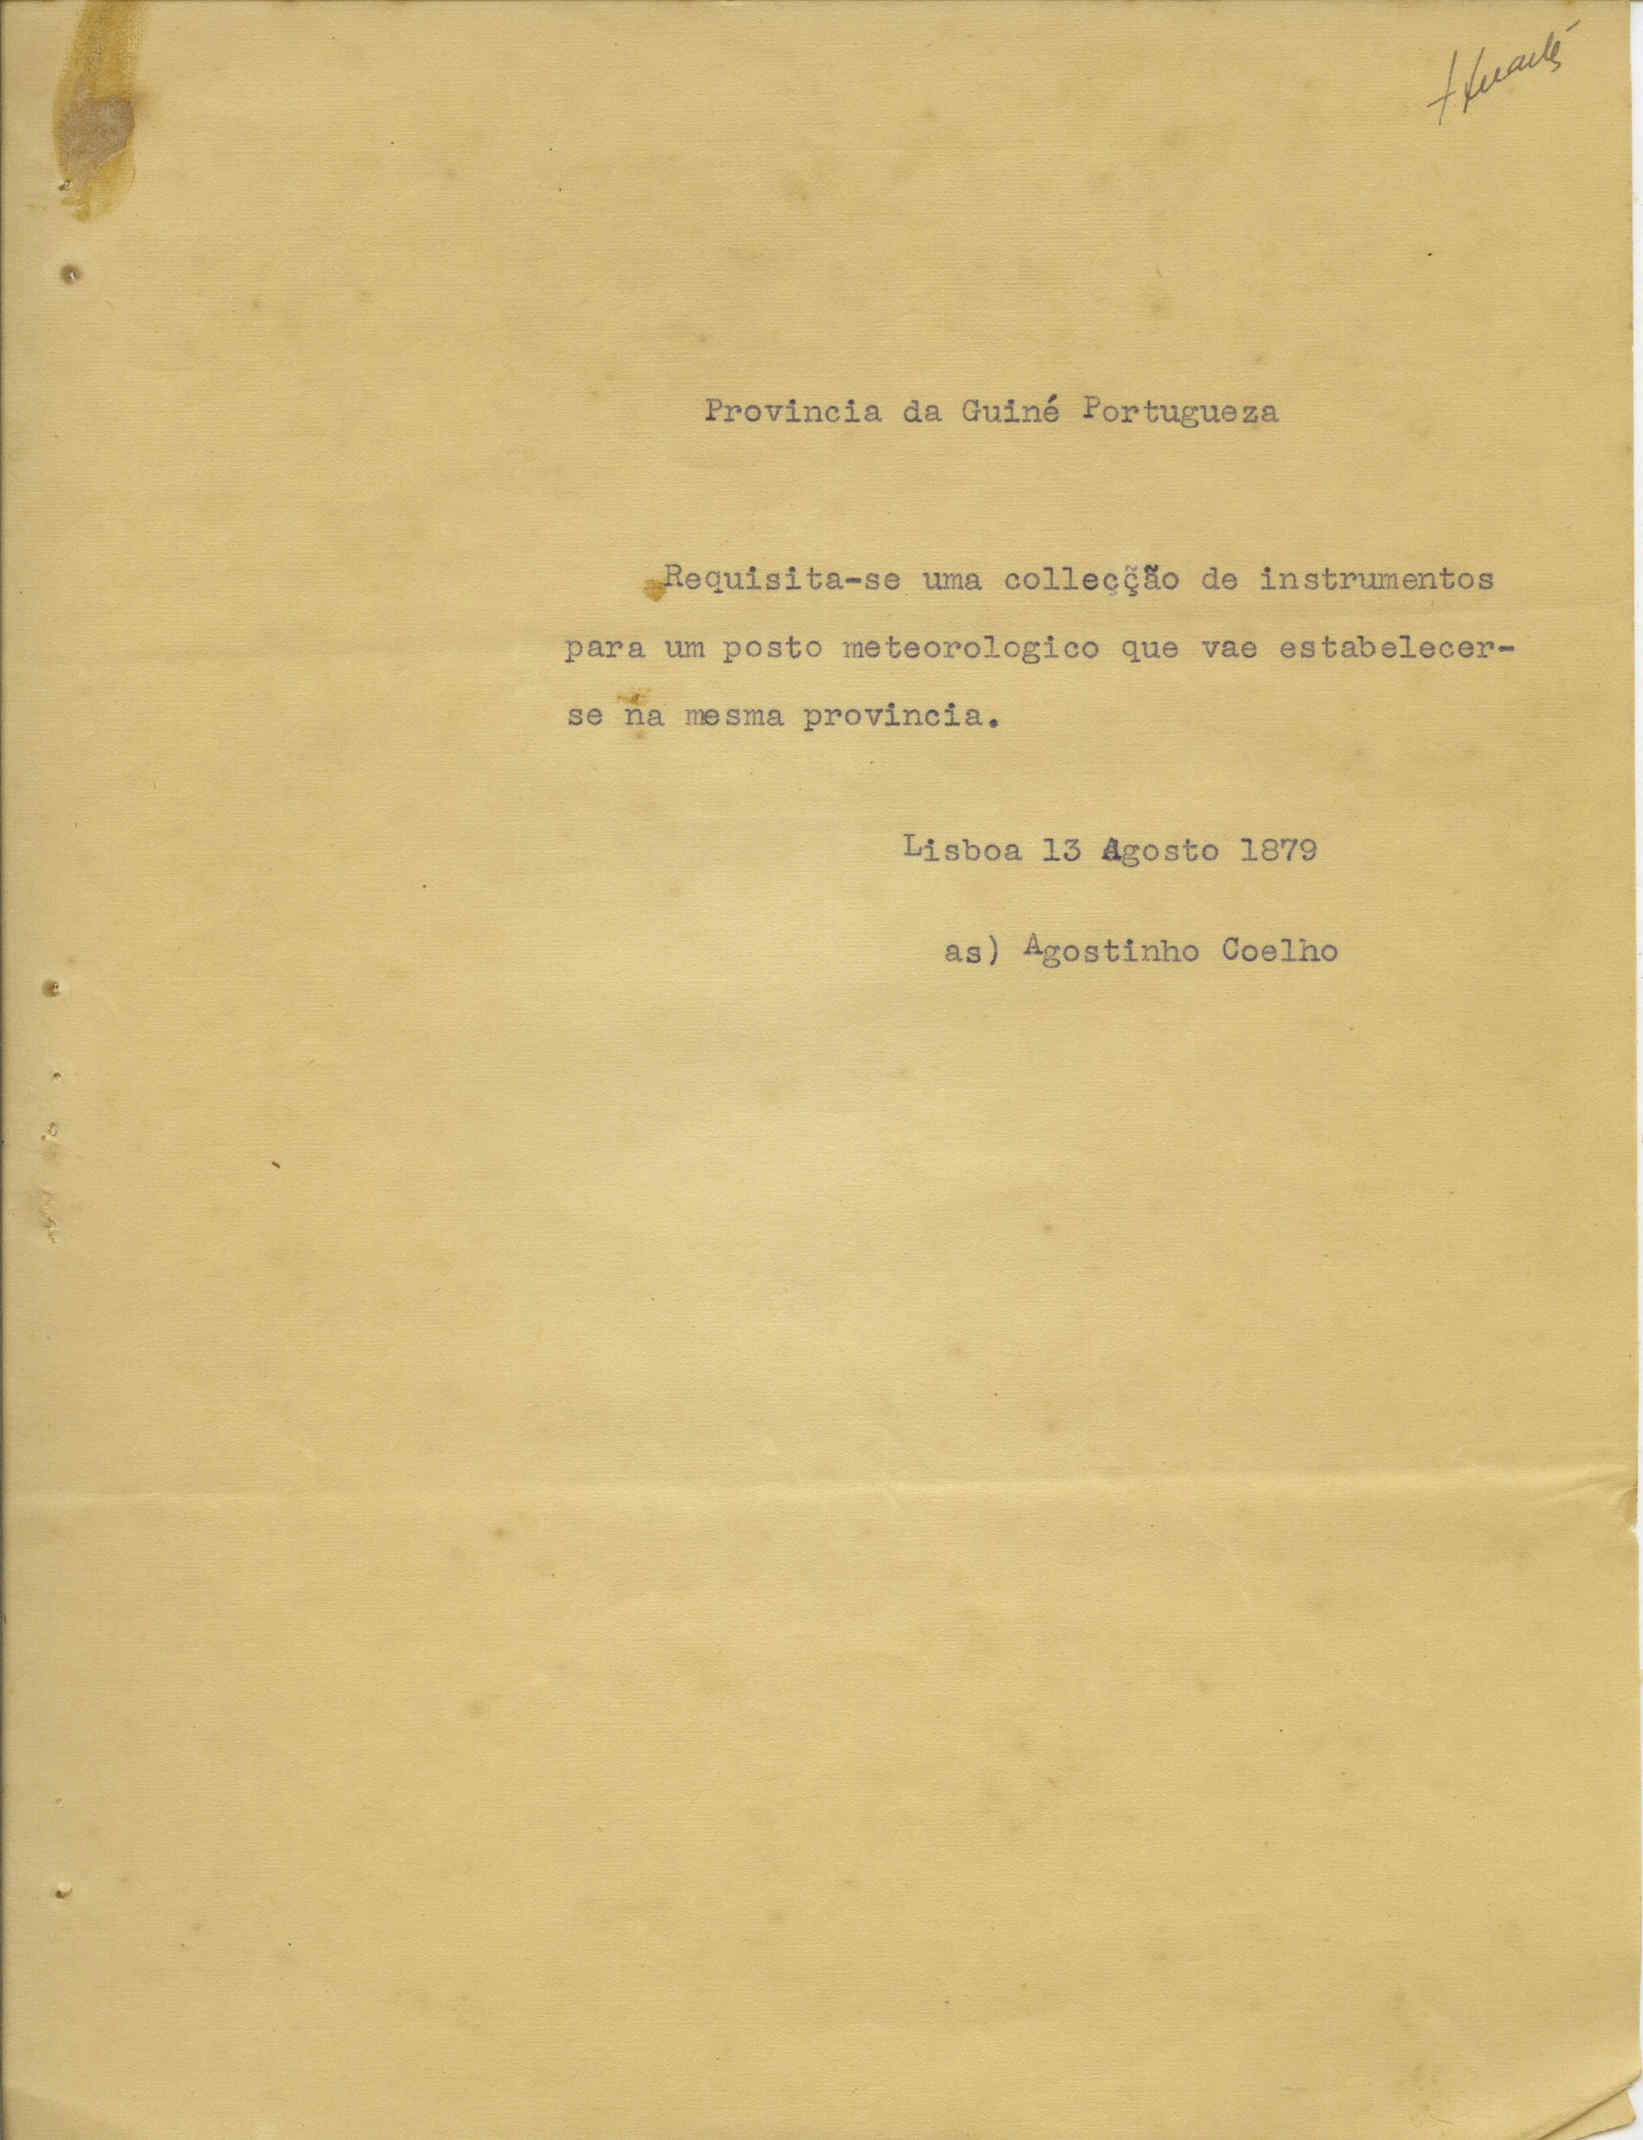 Provincia da Guiné Portugueza
Requisita-se uma collecção de instrumentos
para um posto meteorologico que vae estabelecer-
se na mesma provincia.
Lisboa 13 Agosto 1879
as) Agostinho Coelho